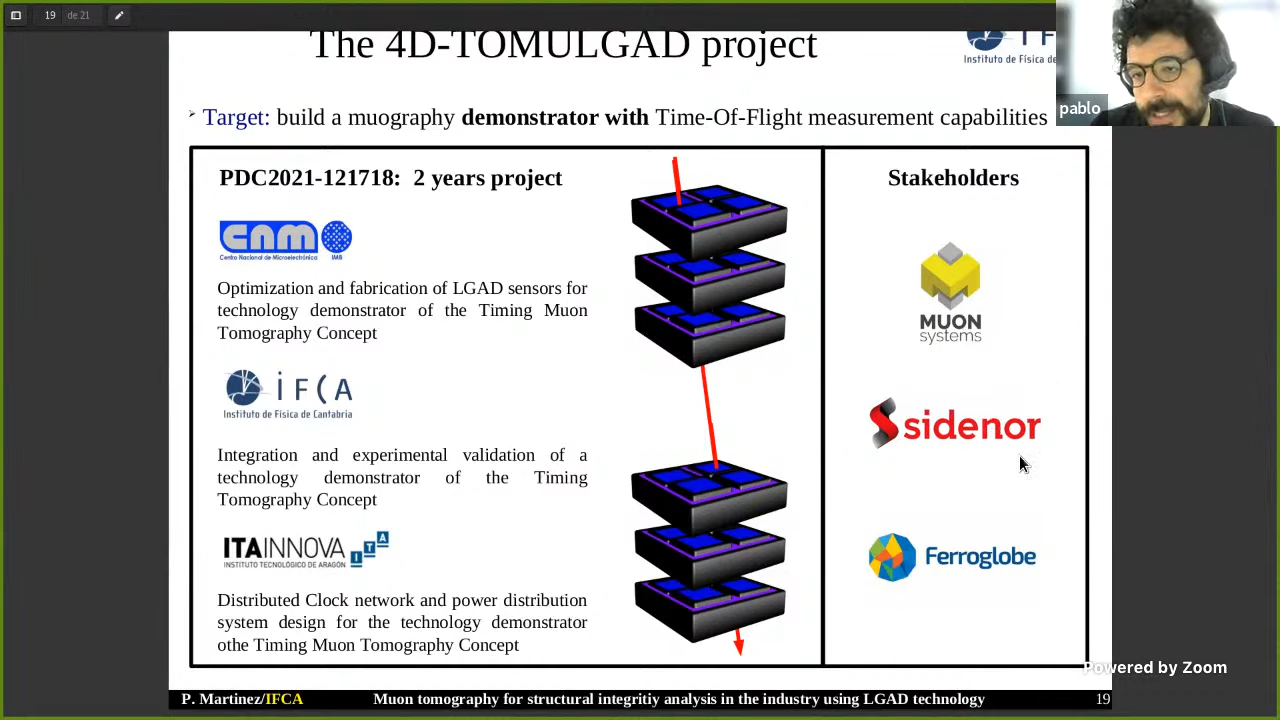 19 de 21
The 4D-TOMULGAD project
Instituto de Física de
pablo
Target: build a muography demonstrator with Time-Of-Flight measurement capabilities
PDC2021-121718: 2 years project
Stakeholders
cnm
Centro Nacional de Microelectrónica IMB
Optimization and fabrication of LGAD sensors for
technology demonstrator of the Timing Muon
Tomography Concept
MUON
systems
iFCA
Instituto de Física de Cantabria
sidenor
Integration and experimental validation of a
technology demonstrator of the Timing
Tomography Concept
ITAINNOVA ITA
INSTITUTO TECNOLÓGICO DE ARAGÓN
Ferroglobe
Distributed Clock network and power distribution
system design for the technology demonstrator
othe Timing Muon Tomography Concept
Powered by Zoom
P. Martinez/IFCA Muon tomography for structural integritiy analysis in the industry using LGAD technology 19